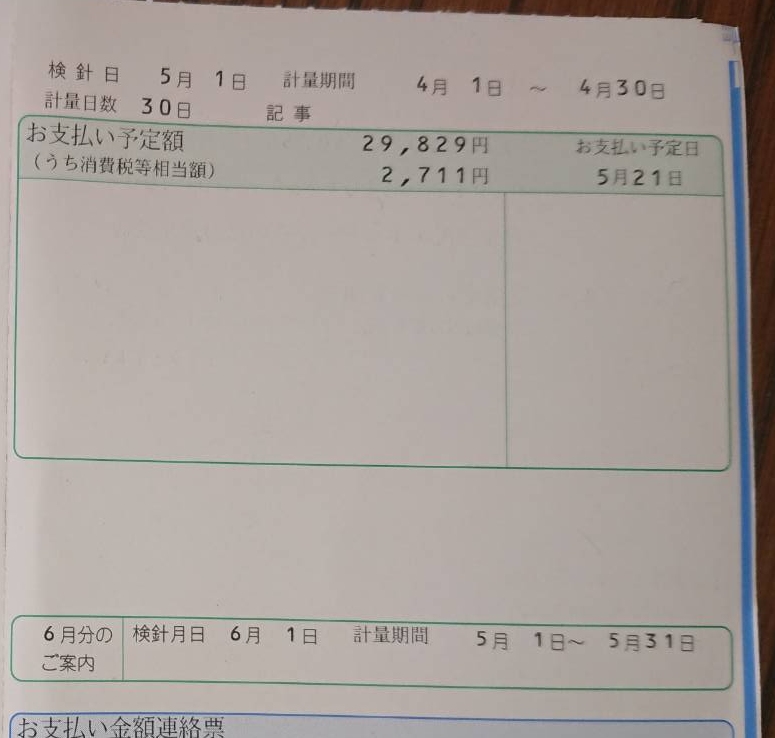 検針日 5月 1日 計量期間 4月 1日 ～ 4月30日
計量日数 30日 記事
お支払い予定額 29,829円 お支払い予定日
(うち消費税等相当額) 2,711円 5月21日
6月分の 検針月日 6月 1日 計量期間 5月 1日～ 5月31日
ご案内
お支払い金額連絡票